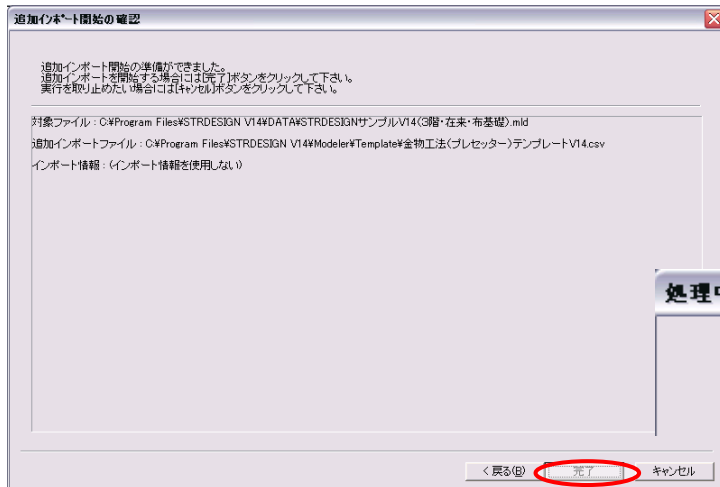 追加インポート開始の確認
追加インポート開始の準備ができました。
追加インポートを開始する場合には[完了]ボタンをクリックして下さい。
実行を取り止めたい場合には[キャンセル]ボタンをクリックして下さい。
対象ファイル：C:¥Program Files¥STRDESIGN V14¥DATA¥STRDESIGNサンプルV14(3階・在来・布基礎).mld
追加インポートファイル：C:¥Program Files¥STRDESIGN V14¥Modeler¥Template¥金物工法(プレセッター)テンプレートV14.csv
インポート情報：(インポート情報を使用しない)
処理中
< 戻る(B)
完了
キャンセル